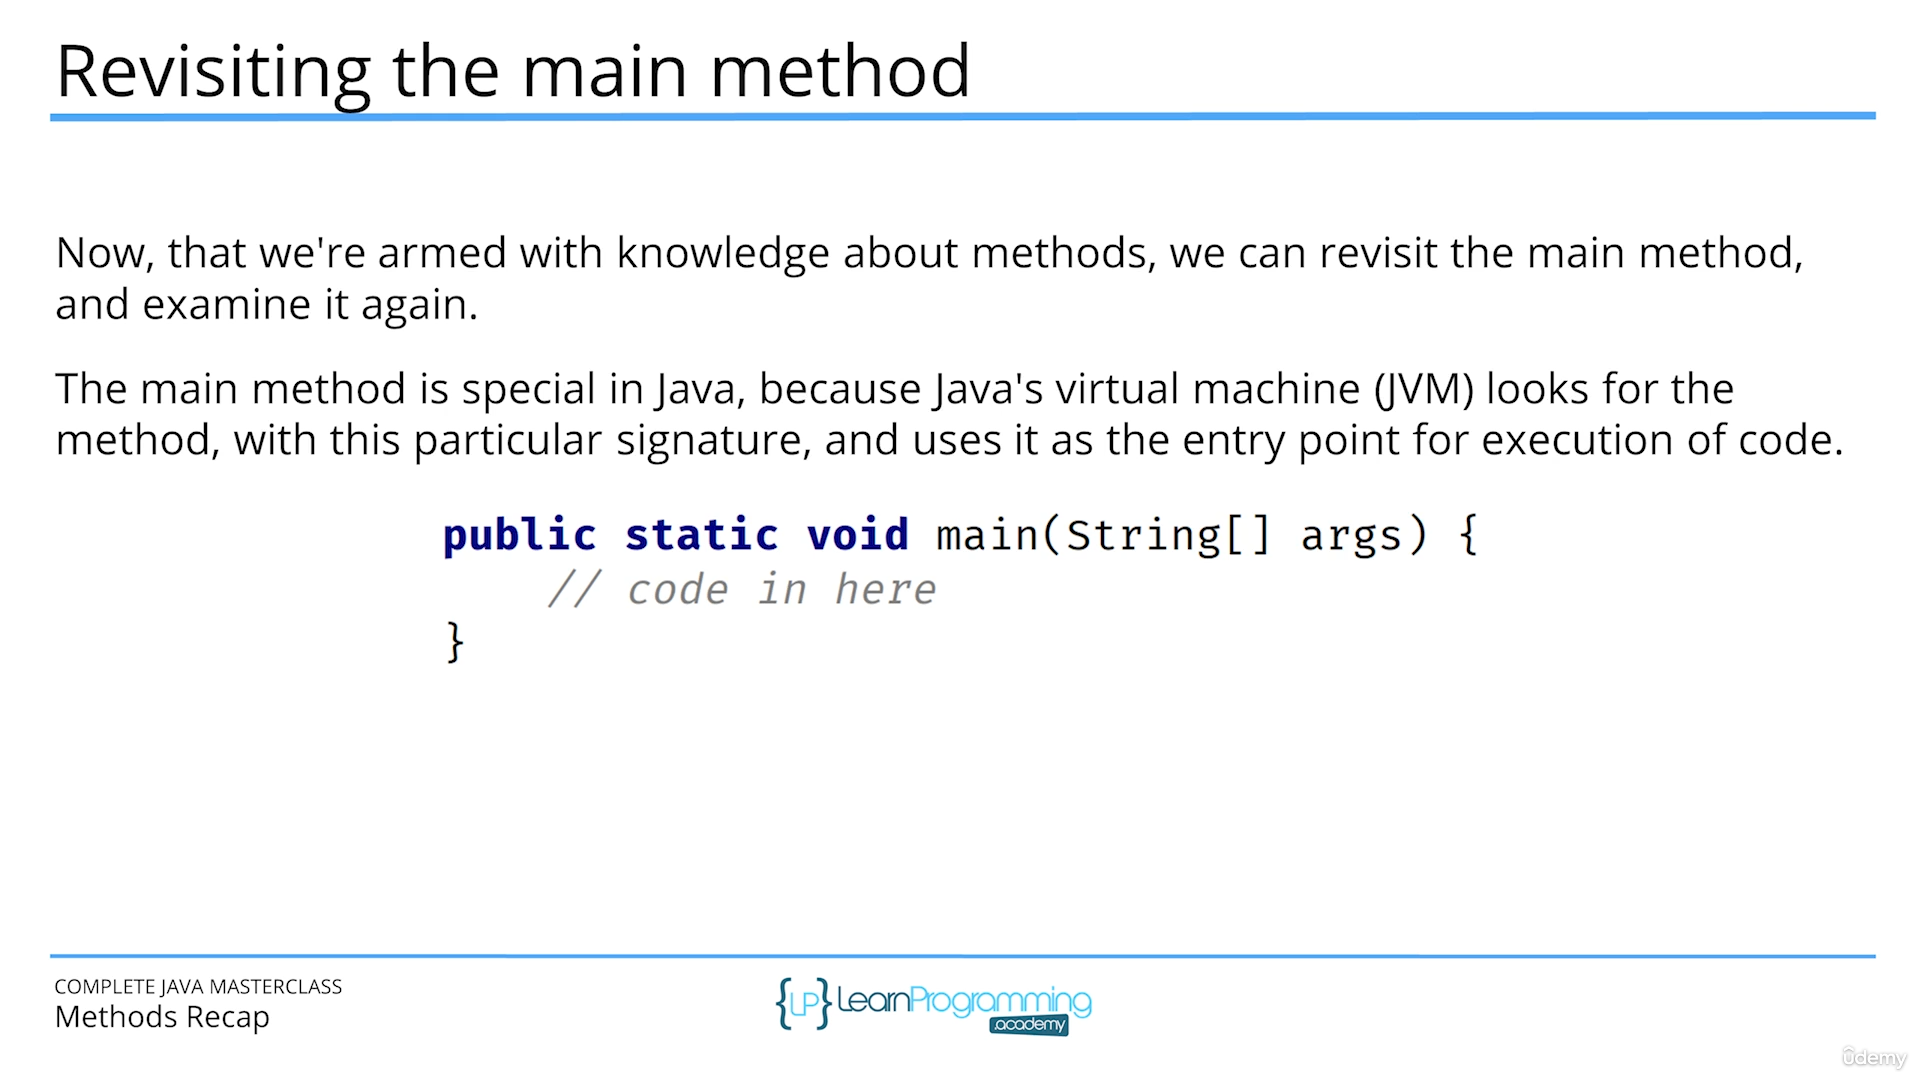 Revisiting the main method
Now, that we're armed with knowledge about methods, we can revisit the main method,
and examine it again.
The main method is special in Java, because Java's virtual machine (JVM) looks for the
method, with this particular signature, and uses it as the entry point for execution of code.
public static void main(String[] args) {
// code in here
}
COMPLETE JAVA MASTERCLASS
Methods Recap
{LP} LearnProgramming
.academy
ûdemy